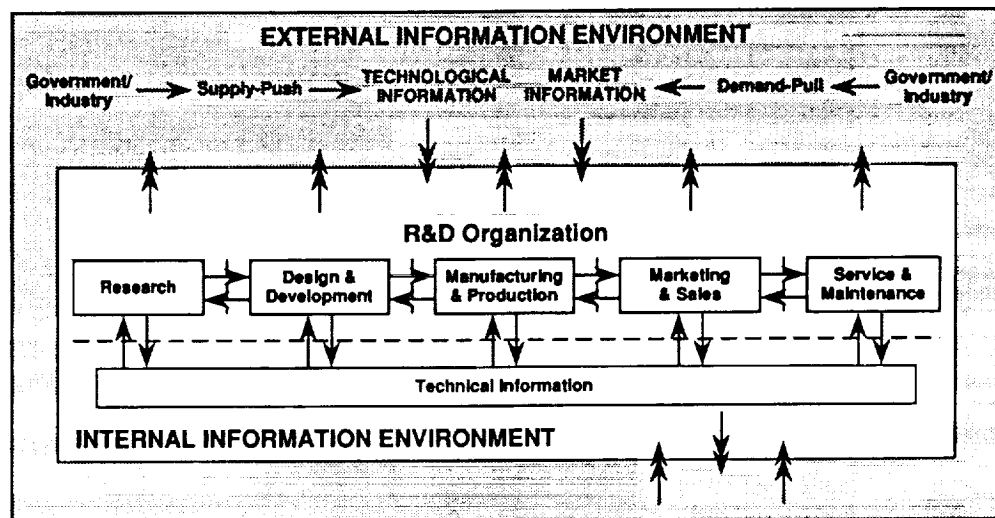 EXTERNAL INFORMATION ENVIRONMENT
Government/
Industry
Supply-Push
TECHNOLOGICAL
INFORMATION
MARKET
INFORMATION
Demand-Pull
Government/
Industry
R&D Organization
Research
Design &
Development
Manufacturing
& Production
Marketing
& Sales
Service &
Maintenance
Technical Information
INTERNAL INFORMATION ENVIRONMENT